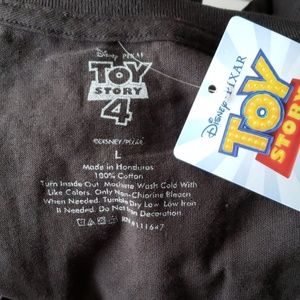 Disney PIXAR
TOY
STORY
4
©DISNEY/PIXAR
L
Made in Honduras
100% Cotton
Turn Inside Out. Machine Wash Cold With
Like Colors. Only Non-Chlorine Bleach
When Needed. Tumble Dry Low. Low Iron
If Needed. Do Not Iron Decoration.
RN#111647
Disney·PIXAR
TOY
STORY